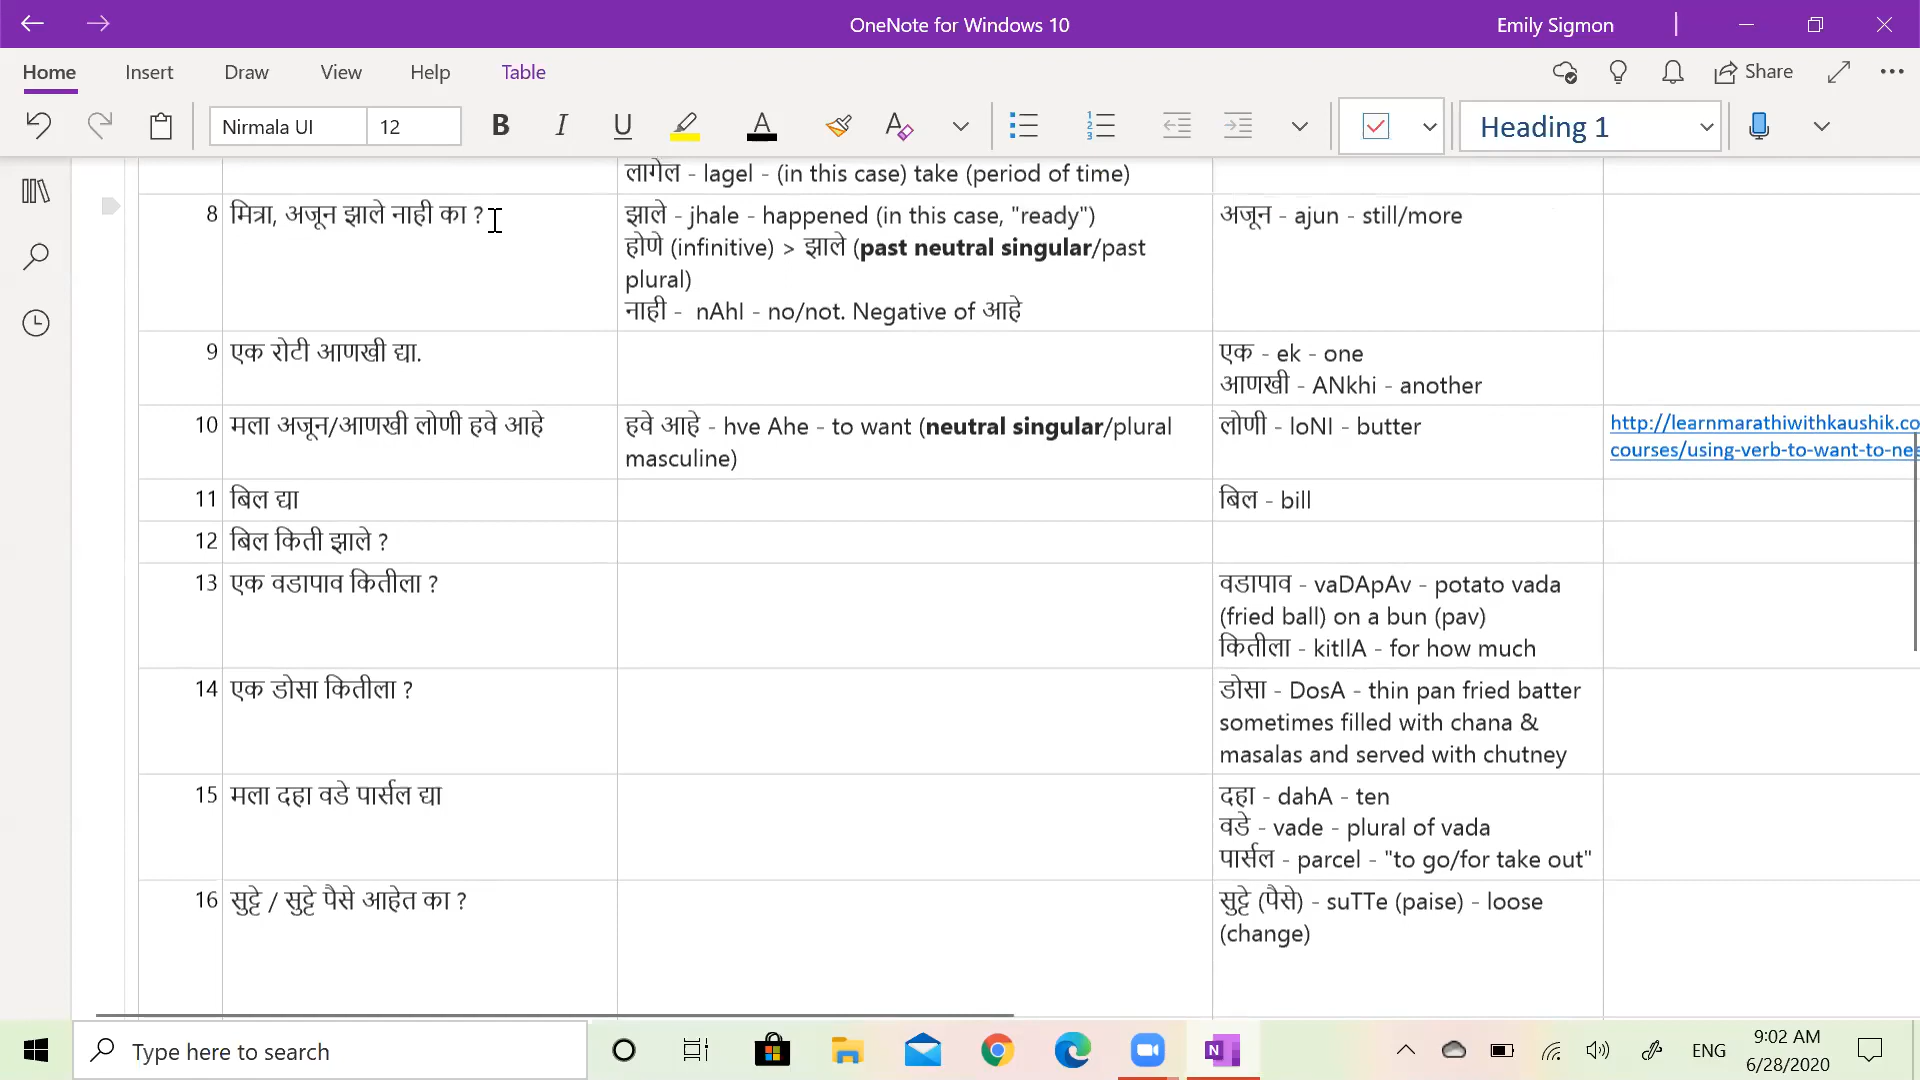 OneNote for Windows 10
Emily Sigmon
Home Insert Draw View Help Table
Share
Nirmala UI 12 B I U A Heading 1
लागेल - lagel - (in this case) take (period of time)
8 मित्रा, अजून झाले नाही का ?
झाले - jhale - happened (in this case, "ready")
होणे (infinitive) > झाले (past neutral singular/past
plural)
नाही - nAhI - no/not. Negative of आहे
अजून - ajun - still/more
9 एक रोटी आणखी द्या.
एक - ek - one
आणखी - ANkhi - another
10 मला अजून/आणखी लोणी हवे आहे
हवे आहे - hve Ahe - to want (neutral singular/plural
masculine)
लोणी - loNI - butter
http://learnmarathiwithkaushik.co
courses/using-verb-to-want-to-nee
11 बिल द्या
बिल - bill
12 बिल किती झाले ?
13 एक वडापाव कितीला ?
वडापाव - vaDApAv - potato vada
(fried ball) on a bun (pav)
कितीला - kitIlA - for how much
14 एक डोसा कितीला ?
डोसा - DosA - thin pan fried batter
sometimes filled with chana &
masalas and served with chutney
15 मला दहा वडे पार्सल द्या
दहा - dahA - ten
वडे - vade - plural of vada
पार्सल - parcel - "to go/for take out"
16 सुट्टे / सुट्टे पैसे आहेत का ?
सुट्टे (पैसे) - suTTe (paise) - loose
(change)
Type here to search
N
ENG
9:02 AM
6/28/2020